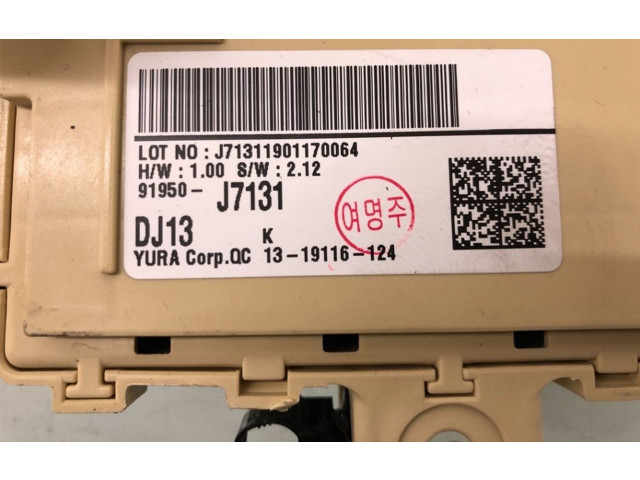 LOT NO : J71311901170064
H/W : 1.00 S/W : 2.12
91950- J7131
여명주
DJ13 K
YURA Corp.QC 13-19116-124